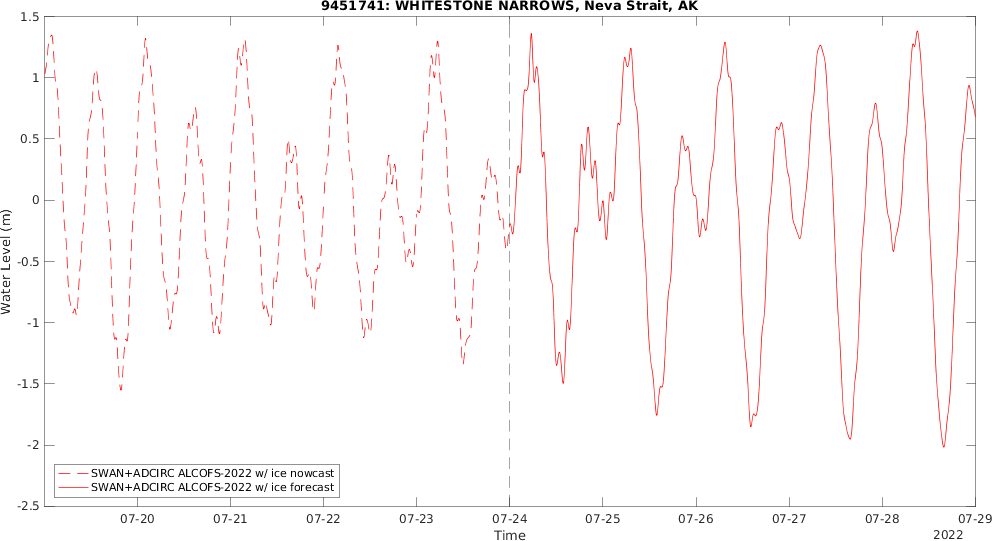 9451741: WHITESTONE NARROWS, Neva Strait, AK
Water Level (m)
1.5
1
0.5
0
-0.5
-1
-1.5
-2
-2.5
SWAN+ADCIRC ALCOFS-2022 w/ ice nowcast
SWAN+ADCIRC ALCOFS-2022 w/ ice forecast
07-20 07-21 07-22 07-23 07-24 07-25 07-26 07-27 07-28 07-29
Time
2022